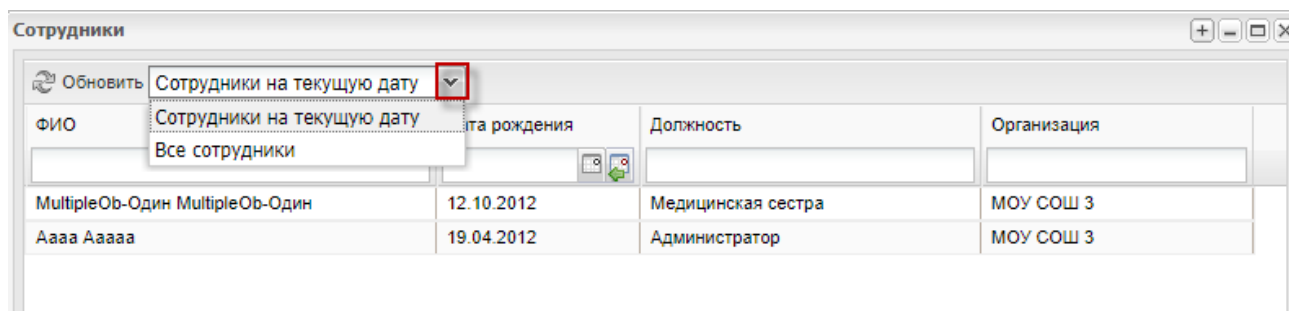 Сотрудники
Обновить Сотрудники на текущую дату
Сотрудники на текущую дату
Все сотрудники
ФИО та рождения Должность Организация
MultipleOb-Один MultipleOb-Один 12.10.2012 Медицинская сестра МОУ СОШ 3
Аааа Ааааа 19.04.2012 Администратор МОУ СОШ 3